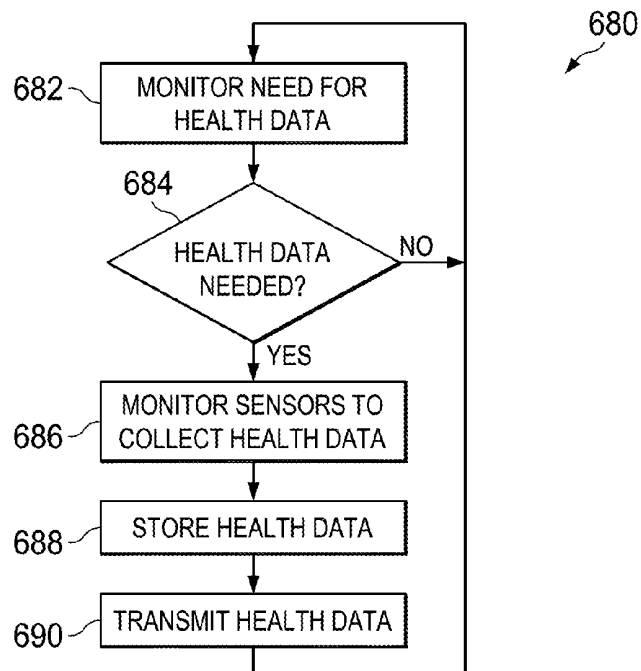 680
682
MONITOR NEED FOR
HEALTH DATA
684
HEALTH DATA
NEEDED?
NO
YES
686
MONITOR SENSORS TO
COLLECT HEALTH DATA
688
STORE HEALTH DATA
690
TRANSMIT HEALTH DATA